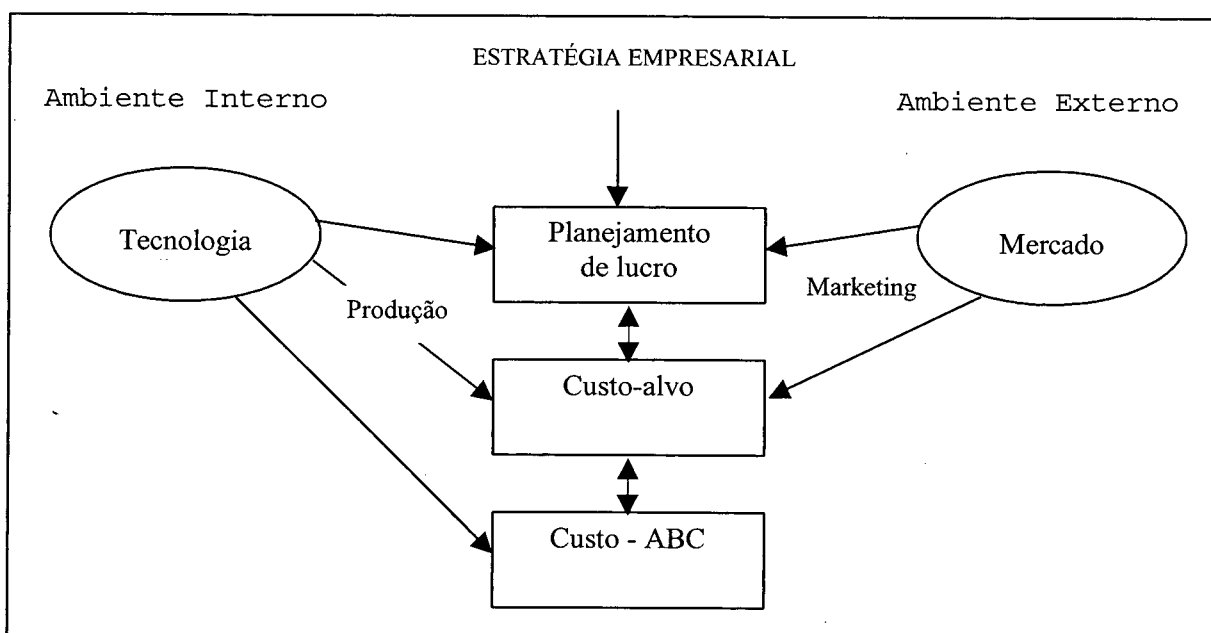 ESTRATÉGIA EMPRESARIAL
Ambiente Interno
Ambiente Externo
Tecnologia
Planejamento
de lucro
Mercado
Produção
Marketing
Custo-alvo
Custo - ABC